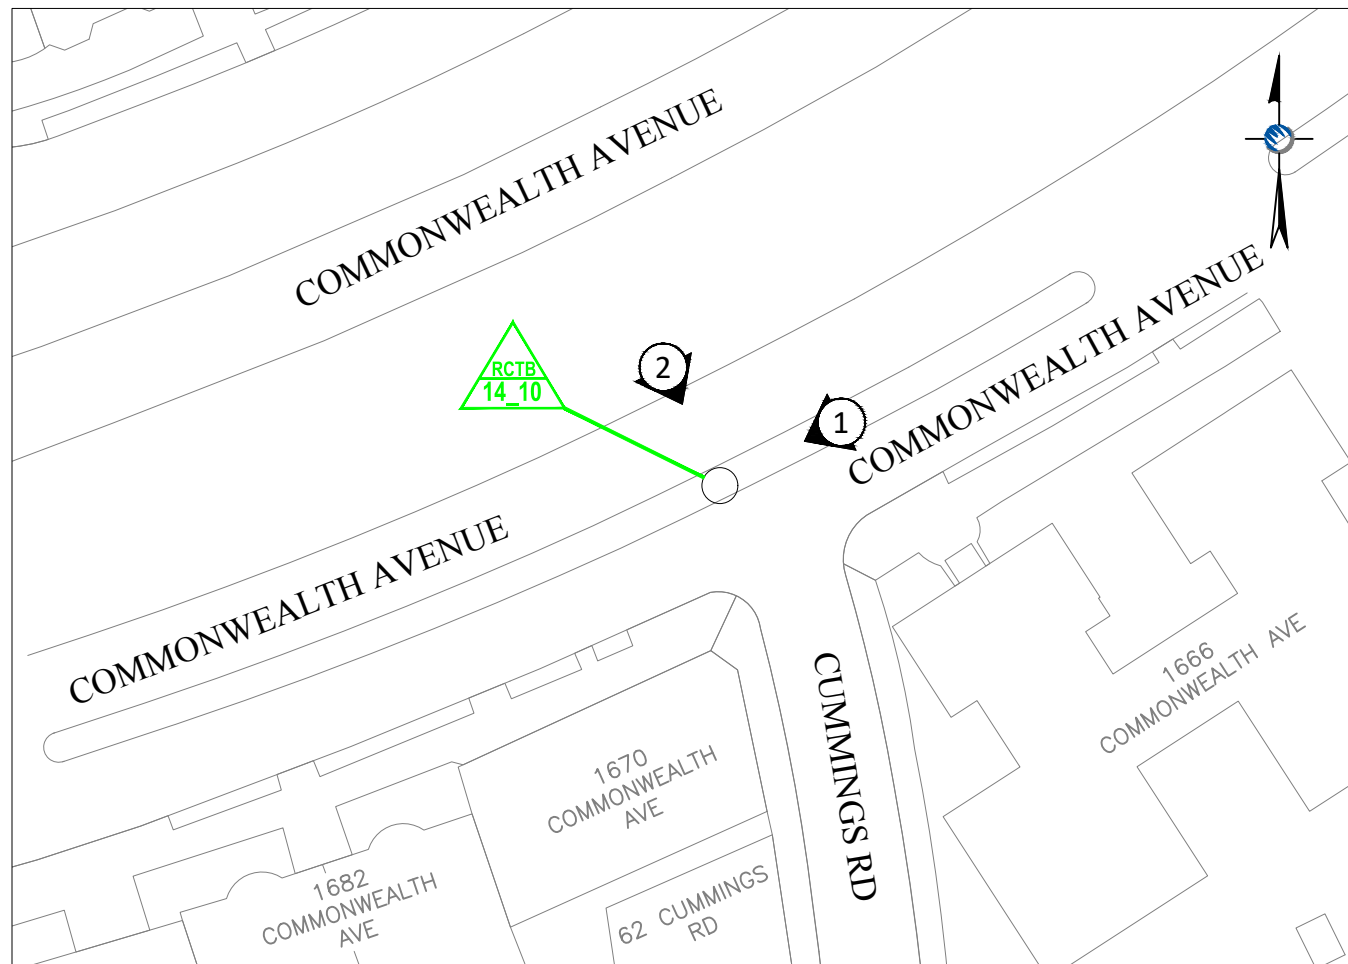 COMMONWEALTH AVENUE
COMMONWEALTH AVENUE
RCTB
14_10
2
1
COMMONWEALTH AVENUE
CUMMINGS RD
1666
COMMONWEALTH AVE
1670
COMMONWEALTH
AVE
1682
COMMONWEALTH
AVE
62 CUMMINGS
RD